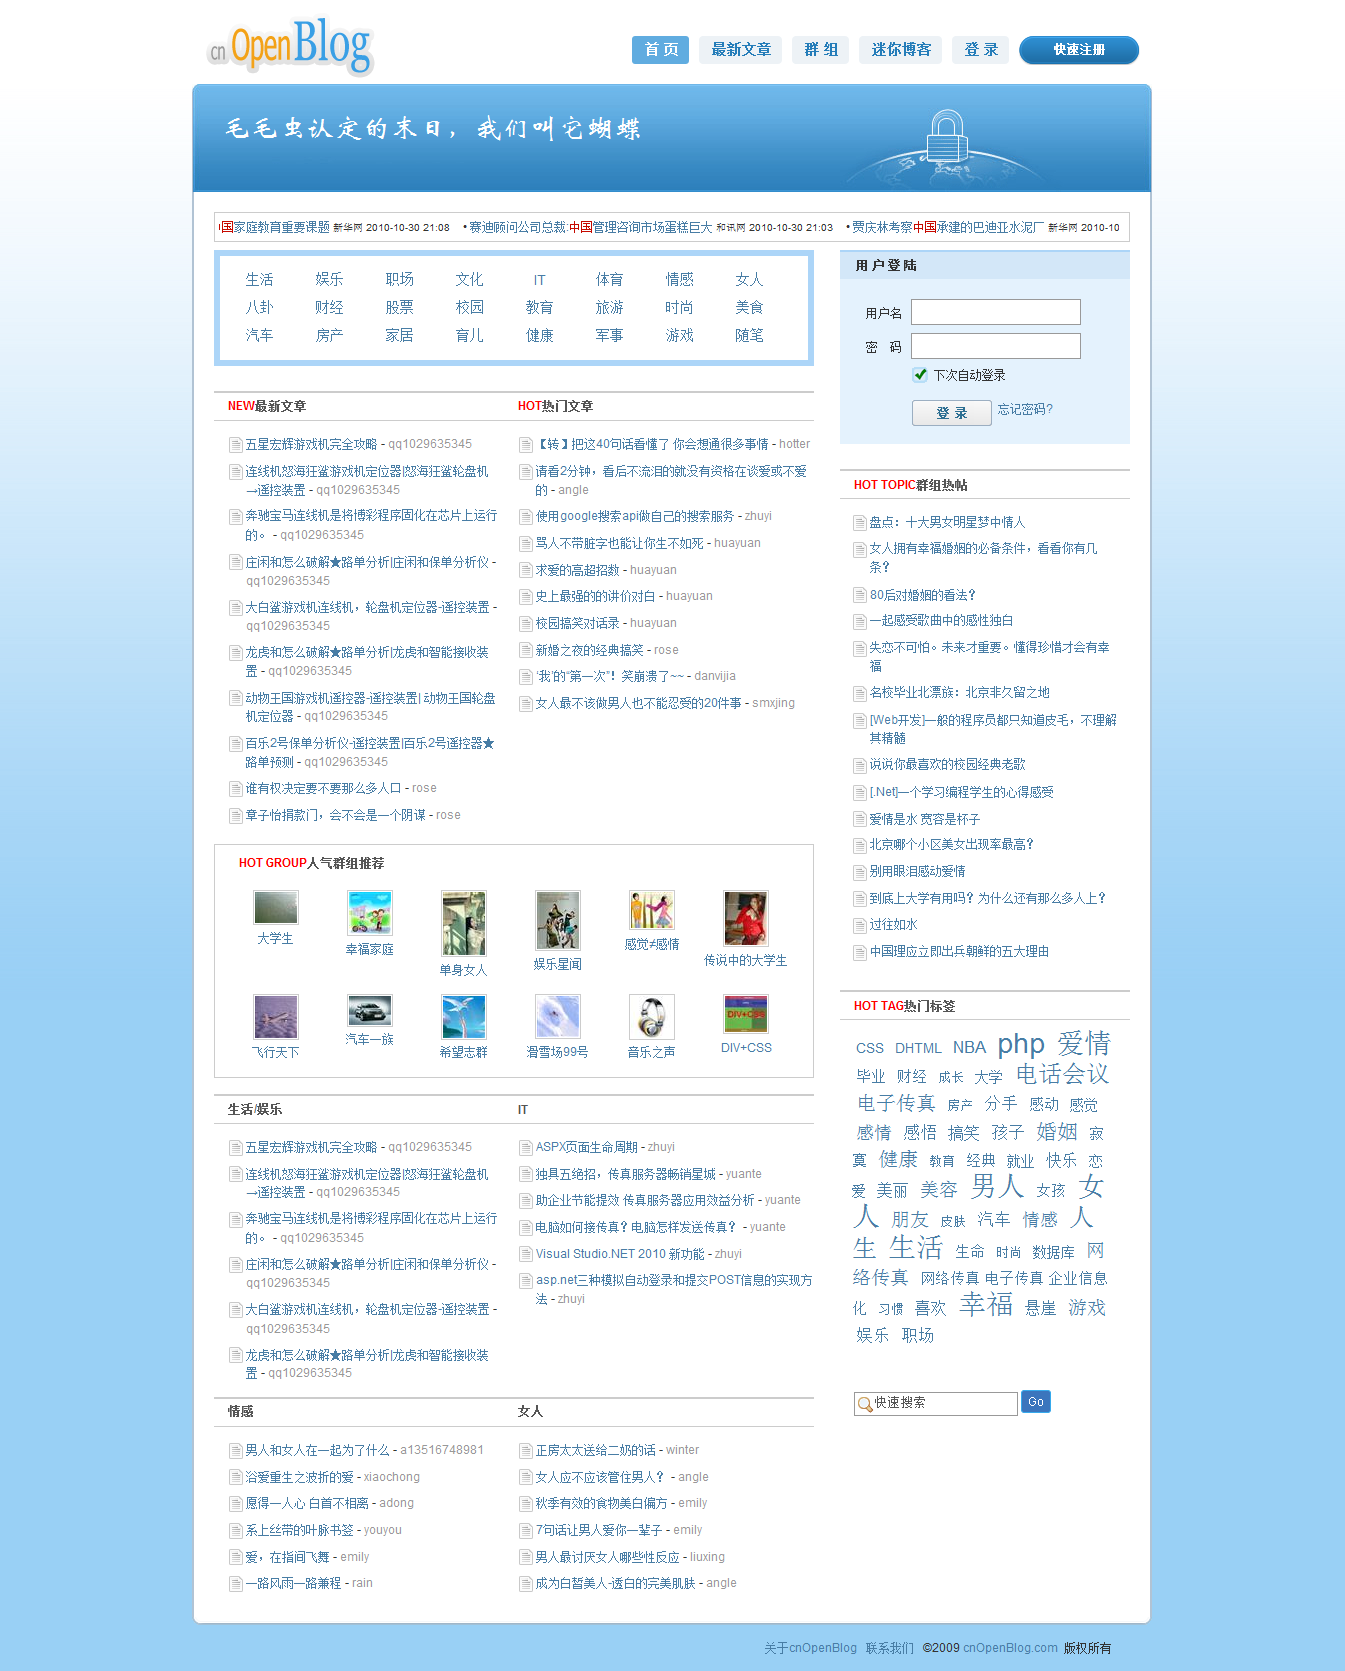 cnOpenBlog
首 页 最新文章 群 组 迷你博客 登 录 快速注册
毛毛虫认定的末日，我们叫它蝴蝶
国家庭教育重要课题 新华网 2010-10-30 21:08 • 赛迪顾问公司总裁:中国管理咨询市场蛋糕巨大 和讯网 2010-10-30 21:03 • 贾庆林考察中国承建的巴迪亚水泥厂 新华网 2010-10
生活 娱乐 职场 文化 IT 体育 情感 女人
八卦 财经 股票 校园 教育 旅游 时尚 美食
汽车 房产 家居 育儿 健康 军事 游戏 随笔
用 户 登 陆
用户名
密 码
下次自动登录
登 录 忘记密码?
NEW最新文章
五星宏辉游戏机完全攻略 - qq1029635345
连线机怒海狂鲨游戏机定位器|怒海狂鲨轮盘机
→遥控装置 - qq1029635345
奔驰宝马连线机是将博彩程序固化在芯片上运行
的。 - qq1029635345
庄闲和怎么破解★路单分析|庄闲和保单分析仪 -
qq1029635345
大白鲨游戏机连线机，轮盘机定位器-遥控装置 -
qq1029635345
龙虎和怎么破解★路单分析|龙虎和智能接收装
置 - qq1029635345
动物王国游戏机遥控器-遥控装置| 动物王国轮盘
机定位器 - qq1029635345
百乐2号保单分析仪-遥控装置|百乐2号遥控器★
路单预测 - qq1029635345
谁有权决定要不要那么多人口 - rose
章子怡捐款门，会不会是一个阴谋 - rose
HOT热门文章
【转】把这40句话看懂了 你会想通很多事情 - hotter
请看2分钟，看后不流泪的就没有资格在谈爱或不爱
的 - angle
使用google搜索api做自己的搜索服务 - zhuyi
骂人不带脏字也能让你生不如死 - huayuan
求爱的高超招数 - huayuan
史上最强的的讲价对白 - huayuan
校园搞笑对话录 - huayuan
新婚之夜的经典搞笑 - rose
‘我’的“第一次”！笑崩溃了~~ - danvijia
女人最不该做男人也不能忍受的20件事 - smxjing
HOT TOPIC群组热帖
盘点：十大男女明星梦中情人
女人拥有幸福婚姻的必备条件，看看你有几
条？
80后对婚姻的看法？
一起感受歌曲中的感性独白
失恋不可怕。未来才重要。懂得珍惜才会有幸
福
名校毕业北漂族：北京非久留之地
[Web开发]一般的程序员都只知道皮毛，不理解
其精髓
说说你最喜欢的校园经典老歌
[.Net]一个学习编程学生的心得感受
爱情是水 宽容是杯子
北京哪个小区美女出现率最高？
别用眼泪感动爱情
到底上大学有用吗？为什么还有那么多人上？
过往如水
中国理应立即出兵朝鲜的五大理由
HOT GROUP人气群组推荐
大学生 幸福家庭 单身女人 娱乐星闻 感觉≠感情 传说中的大学生
DIV+CSS
飞行天下 汽车一族 希望志群 滑雪场99号 音乐之声 DIV+CSS
HOT TAG热门标签
CSS DHTML NBA php 爱情
毕业 财经 成长 大学 电话会议
电子传真 房产 分手 感动 感觉
感情 感悟 搞笑 孩子 婚姻 寂
寞 健康 教育 经典 就业 快乐 恋
爱 美丽 美容 男人 女孩 女
人 朋友 皮肤 汽车 情感 人
生 生活 生命 时尚 数据库 网
络传真 网络传真 电子传真 企业信息
化 习惯 喜欢 幸福 悬崖 游戏
娱乐 职场
快速搜索 Go
生活/娱乐
五星宏辉游戏机完全攻略 - qq1029635345
连线机怒海狂鲨游戏机定位器|怒海狂鲨轮盘机
→遥控装置 - qq1029635345
奔驰宝马连线机是将博彩程序固化在芯片上运行
的。 - qq1029635345
庄闲和怎么破解★路单分析|庄闲和保单分析仪 -
qq1029635345
大白鲨游戏机连线机，轮盘机定位器-遥控装置 -
qq1029635345
龙虎和怎么破解★路单分析|龙虎和智能接收装
置 - qq1029635345
IT
ASPX页面生命周期 - zhuyi
独具五绝招，传真服务器畅销星城 - yuante
助企业节能提效 传真服务器应用效益分析 - yuante
电脑如何接传真？电脑怎样发送传真？ - yuante
Visual Studio.NET 2010 新功能 - zhuyi
asp.net三种模拟自动登录和提交POST信息的实现方
法 - zhuyi
情感
男人和女人在一起为了什么 - a13516748981
浴爱重生之波折的爱 - xiaochong
愿得一人心 白首不相离 - adong
系上丝带的叶脉书签 - youyou
爱，在指间飞舞 - emily
一路风雨一路兼程 - rain
女人
正房太太送给二奶的话 - winter
女人应不应该管住男人？ - angle
秋季有效的食物美白偏方 - emily
7句话让男人爱你一辈子 - emily
男人最讨厌女人哪些性反应 - liuxing
成为白皙美人-透白的完美肌肤 - angle
关于cnOpenBlog 联系我们 ©2009 cnOpenBlog.com 版权所有